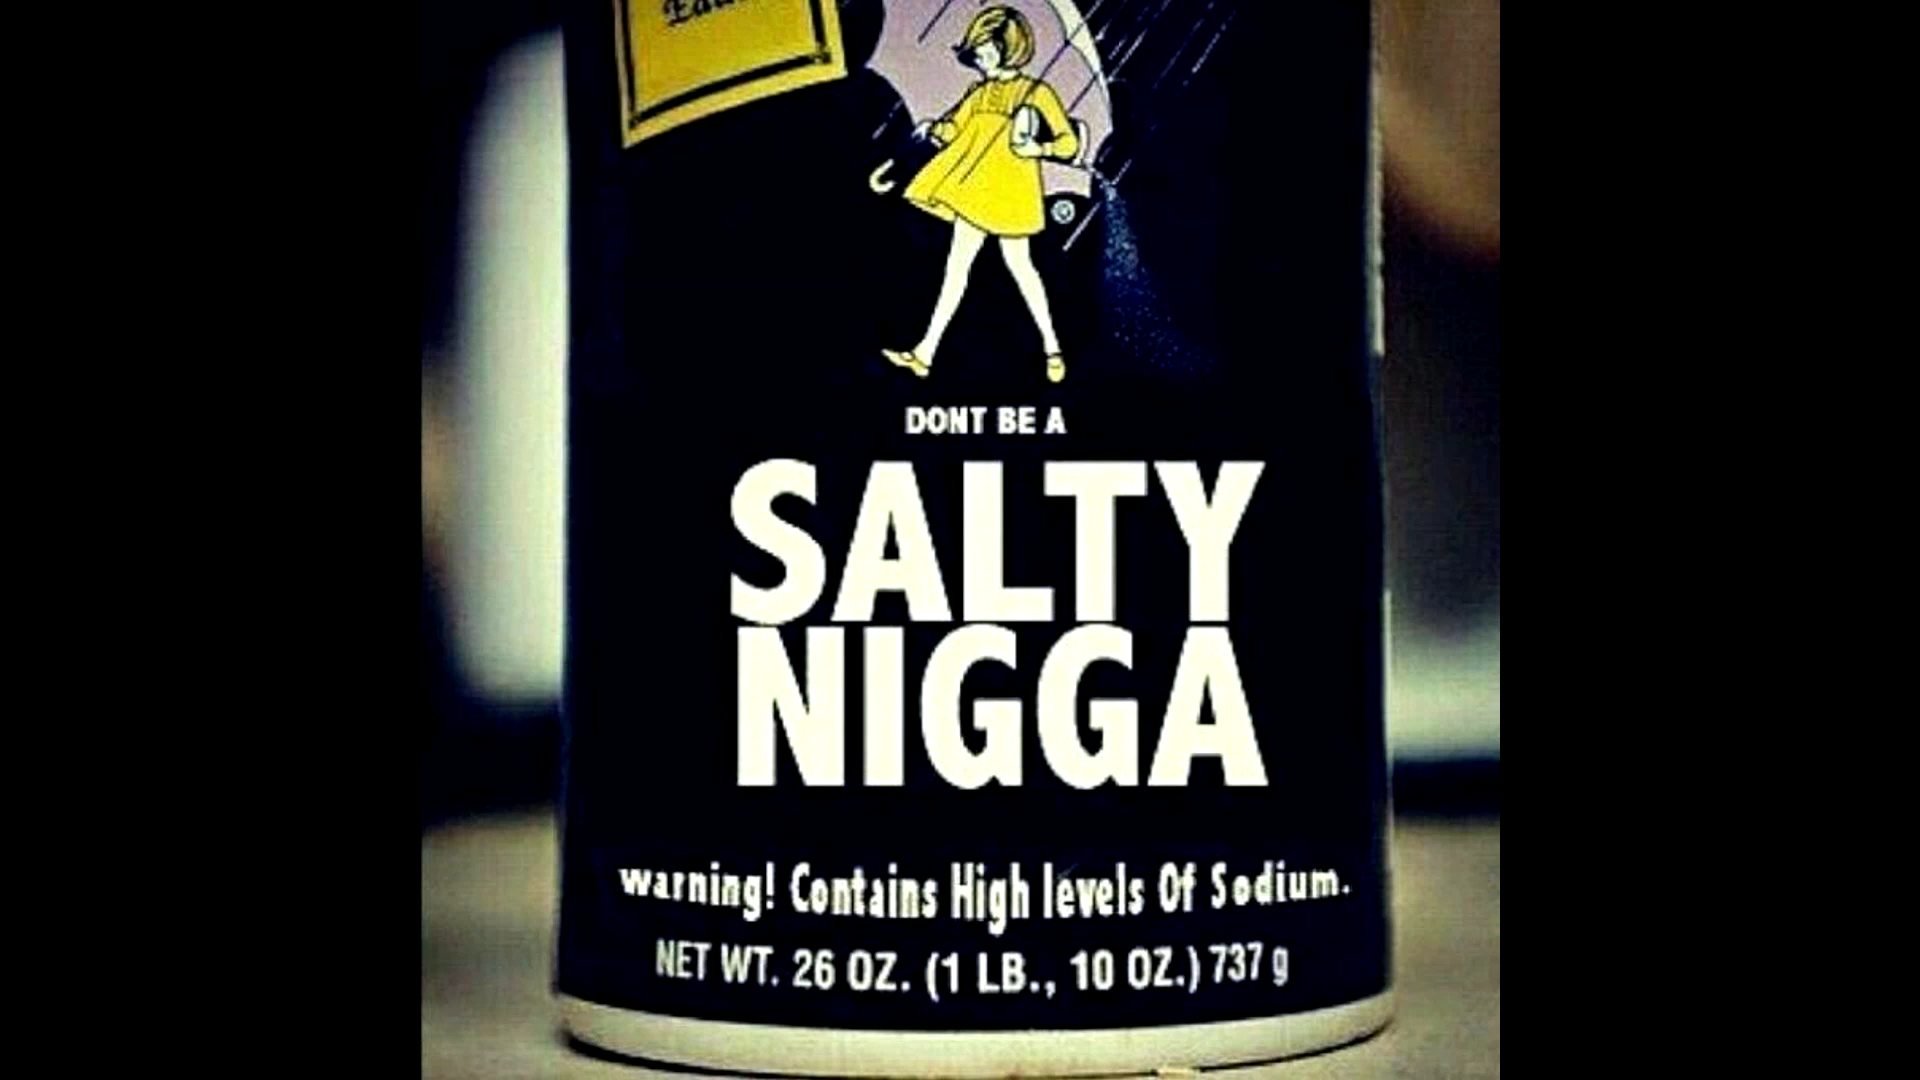 DONT BE A
SALTY
NIGGA
warning! Contains High levels Of Sodium.
NET WT. 26 OZ. (1 LB., 10 OZ.) 737 g